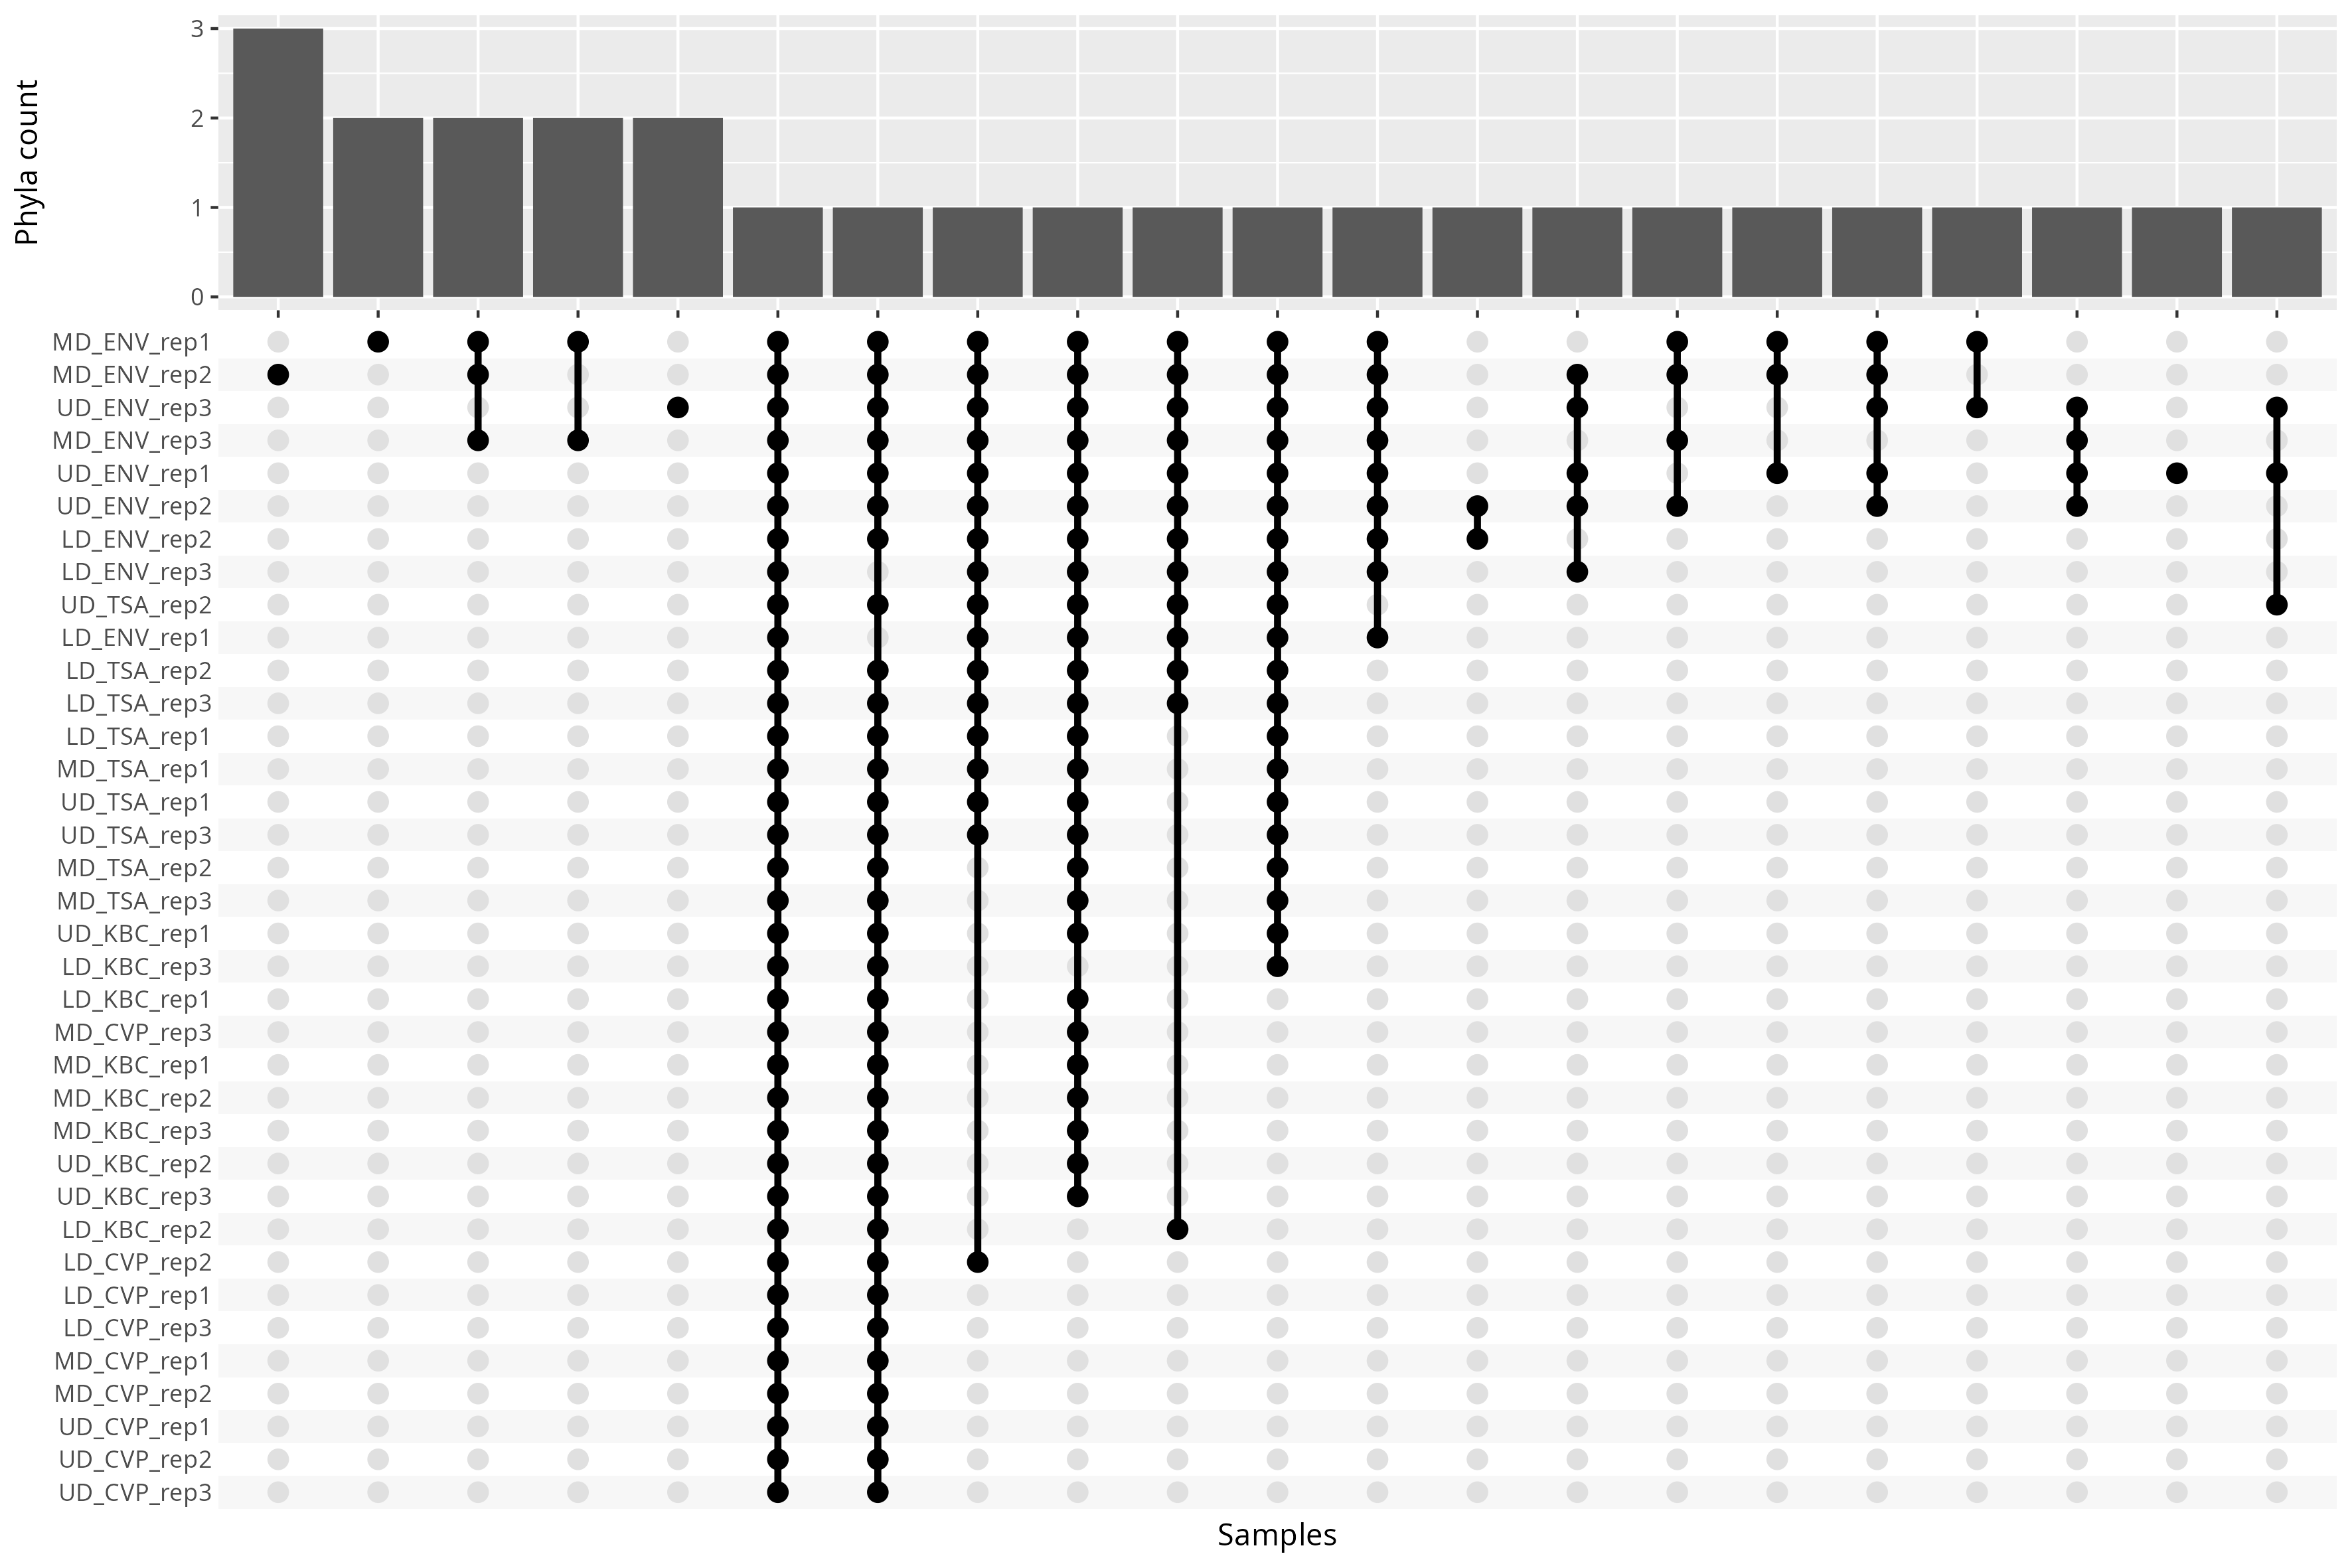 Phyla count
3
2
1
0
MD_ENV_rep1
MD_ENV_rep2
UD_ENV_rep3
MD_ENV_rep3
UD_ENV_rep1
UD_ENV_rep2
LD_ENV_rep2
LD_ENV_rep3
UD_TSA_rep2
LD_ENV_rep1
LD_TSA_rep2
LD_TSA_rep3
LD_TSA_rep1
MD_TSA_rep1
UD_TSA_rep1
UD_TSA_rep3
MD_TSA_rep2
MD_TSA_rep3
UD_KBC_rep1
LD_KBC_rep3
LD_KBC_rep1
MD_CVP_rep3
MD_KBC_rep1
MD_KBC_rep2
MD_KBC_rep3
UD_KBC_rep2
UD_KBC_rep3
LD_KBC_rep2
LD_CVP_rep2
LD_CVP_rep1
LD_CVP_rep3
MD_CVP_rep1
MD_CVP_rep2
UD_CVP_rep1
UD_CVP_rep2
UD_CVP_rep3
Samples